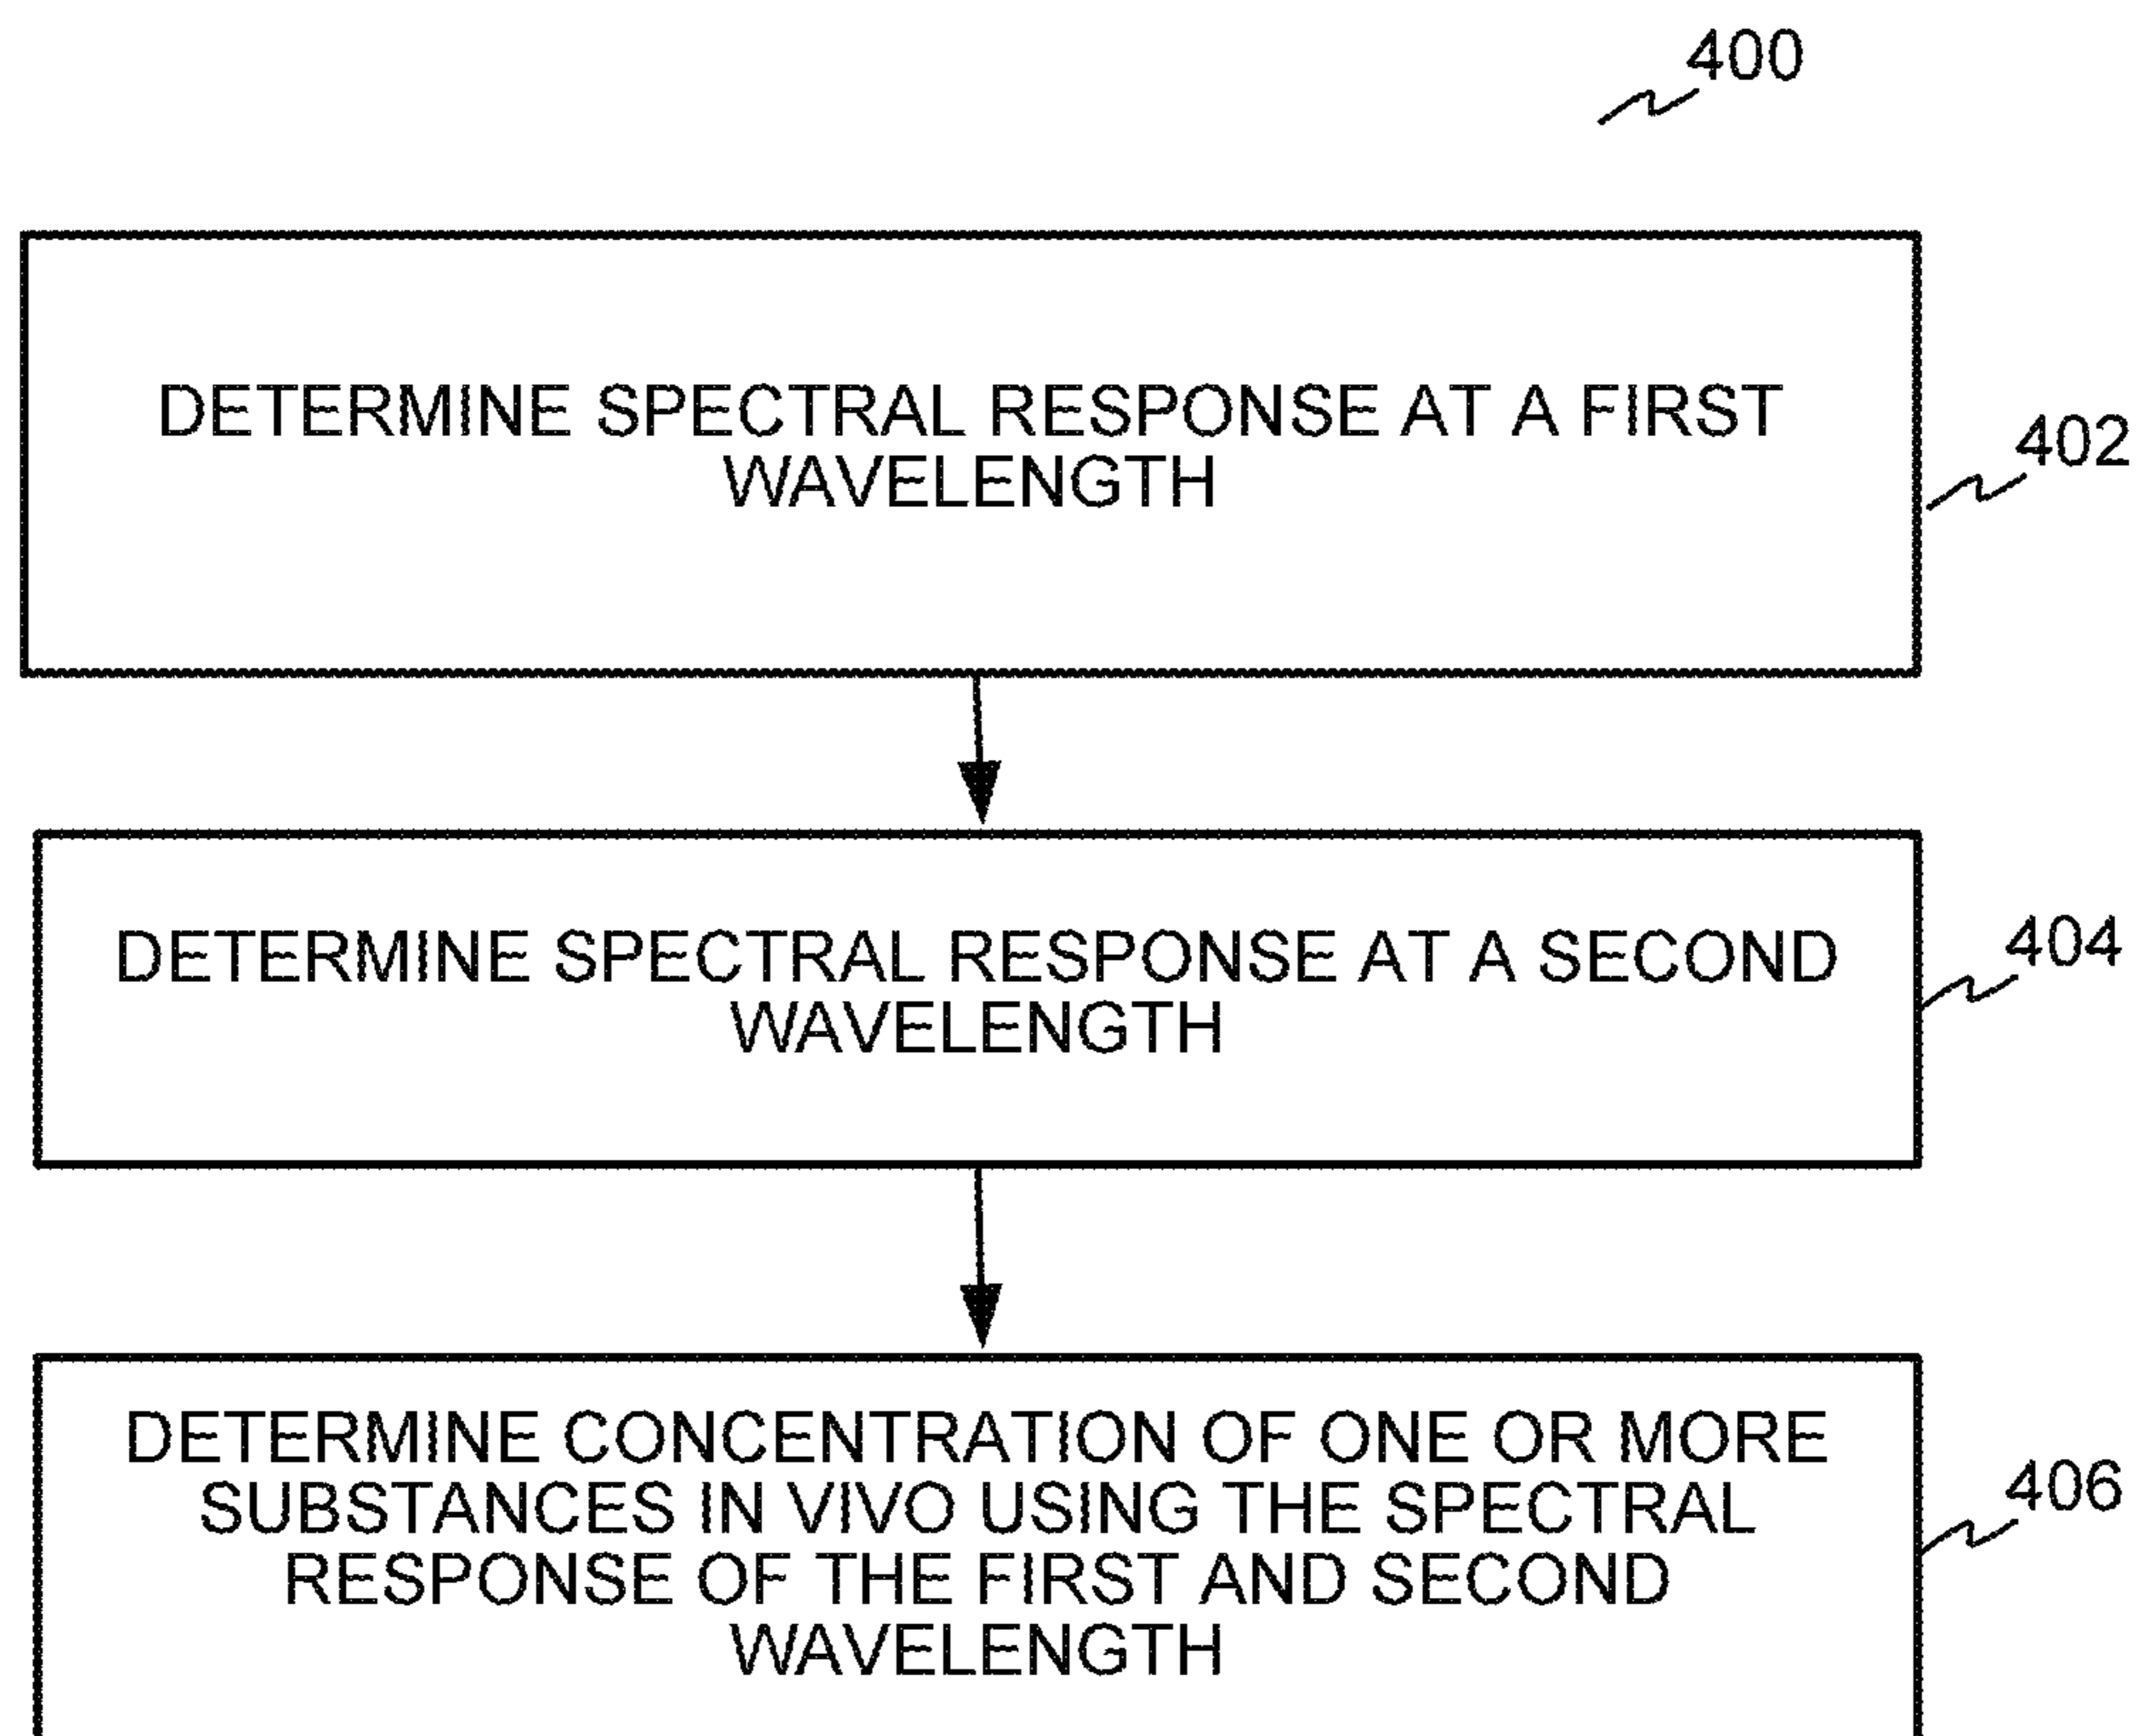 400
DETERMINE SPECTRAL RESPONSE AT A FIRST
WAVELENGTH
402
DETERMINE SPECTRAL RESPONSE AT A SECOND
WAVELENGTH
404
DETERMINE CONCENTRATION OF ONE OR MORE
SUBSTANCES IN VIVO USING THE SPECTRAL
RESPONSE OF THE FIRST AND SECOND
WAVELENGTH
406